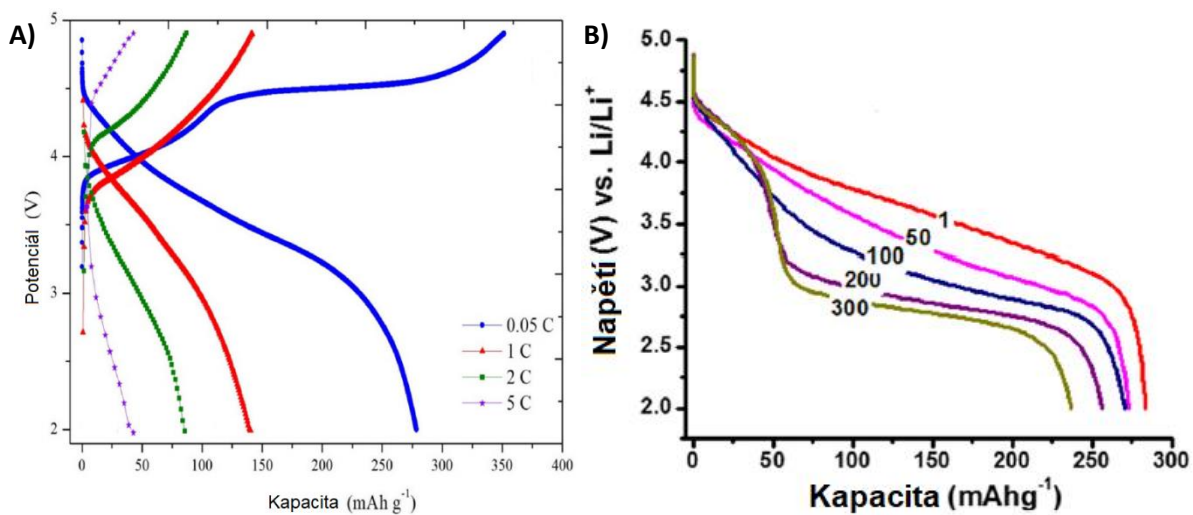 A)
5
4
3
2
Potenciál (V)
0.05 C
1 C
2 C
5 C
0 50 100 150 200 250 300 350 400
Kapacita (mAh g⁻¹)
B)
5.0
4.5
4.0
3.5
3.0
2.5
2.0
Napětí (V) vs. Li/Li⁺
1
50
100
200
300
0 50 100 150 200 250 300
Kapacita (mAhg⁻¹)